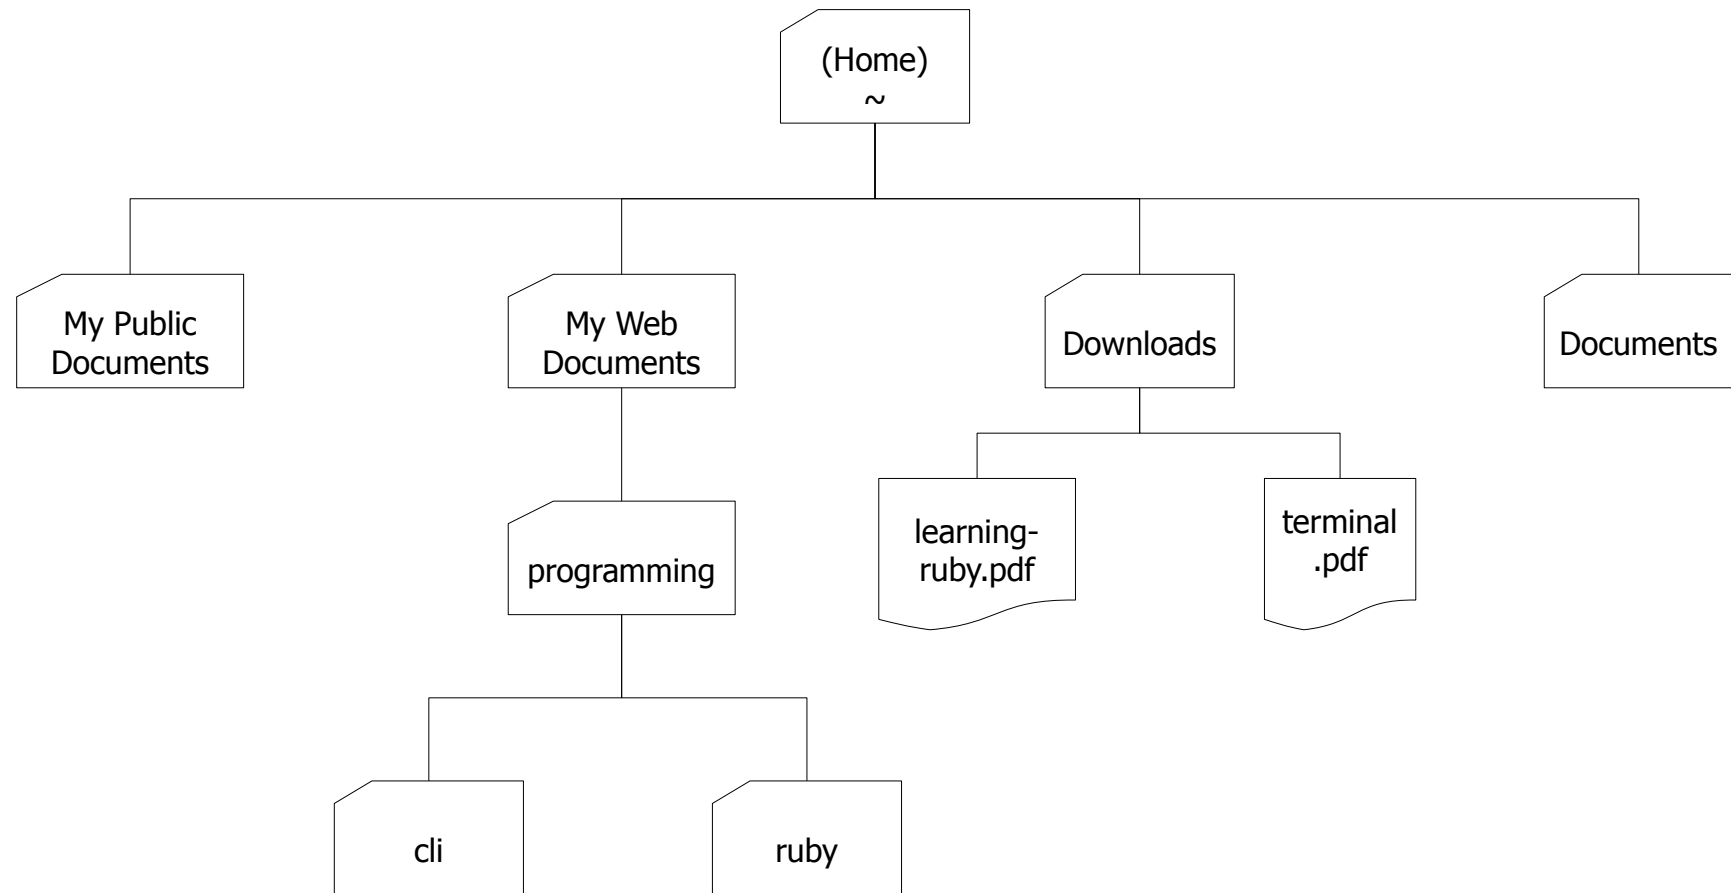 (Home)
~
My Public
Documents
My Web
Documents
Downloads
Documents
programming
learning-
ruby.pdf
terminal
.pdf
cli
ruby